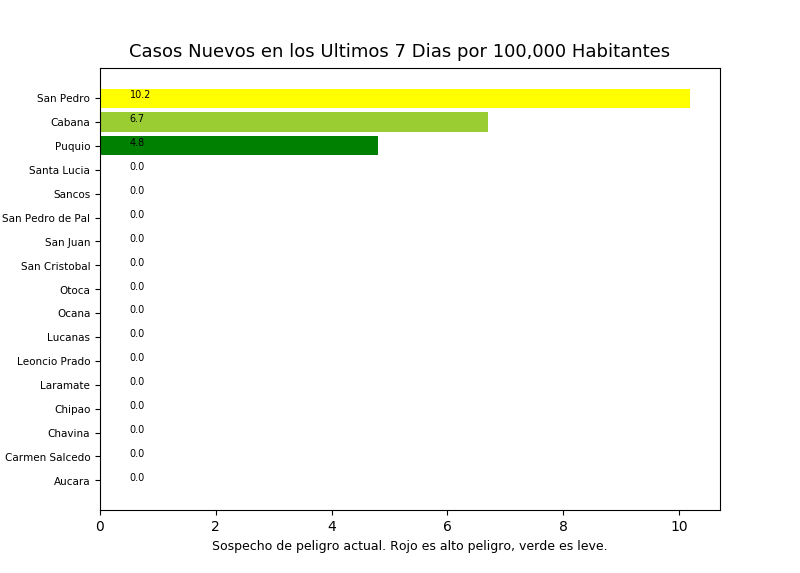 Casos Nuevos en los Ultimos 7 Dias por 100,000 Habitantes
San Pedro 10.2
Cabana 6.7
Puquio 4.8
Santa Lucia 0.0
Sancos 0.0
San Pedro de Pal 0.0
San Juan 0.0
San Cristobal 0.0
Otoca 0.0
Ocana 0.0
Lucanas 0.0
Leoncio Prado 0.0
Laramate 0.0
Chipao 0.0
Chavina 0.0
Carmen Salcedo 0.0
Aucara 0.0
0 2 4 6 8 10
Sospecho de peligro actual. Rojo es alto peligro, verde es leve.